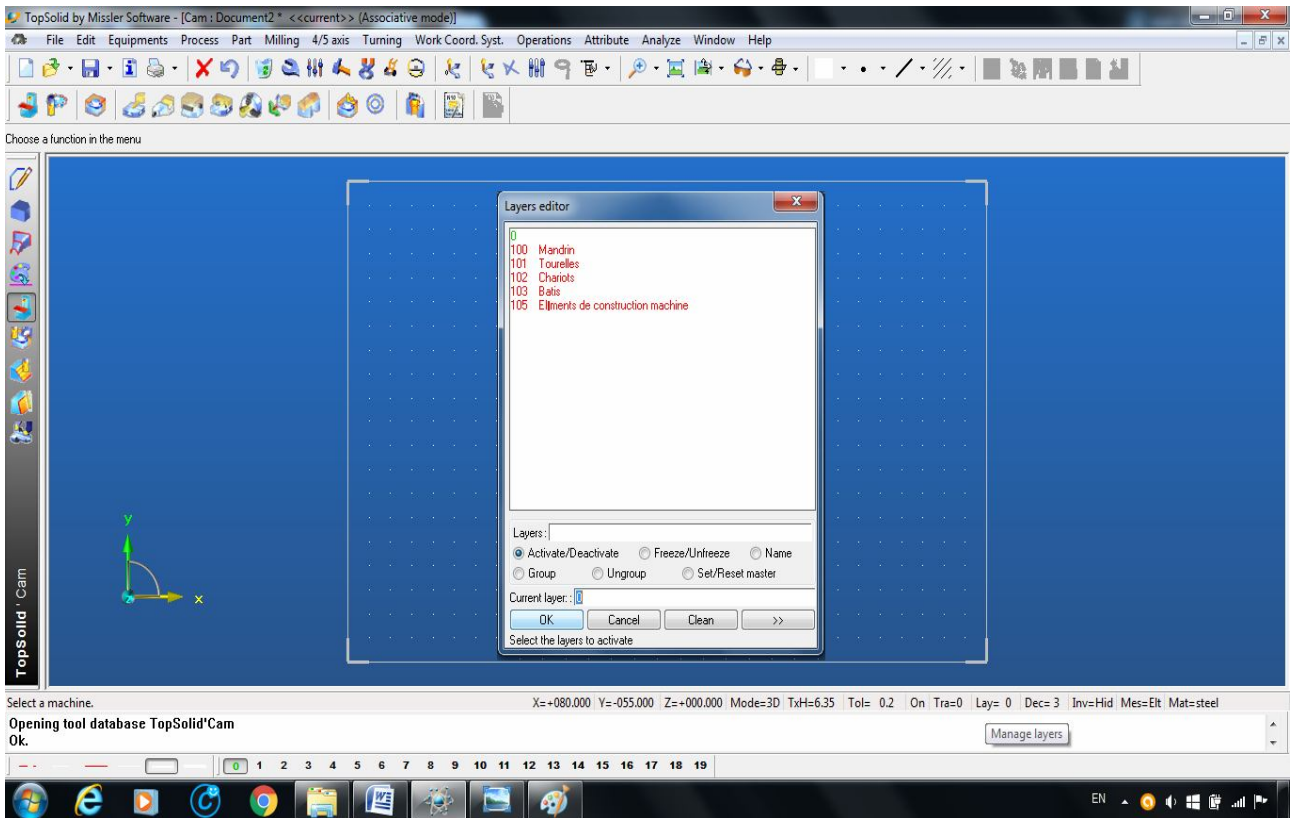 TopSolid by Missler Software - [Cam : Document2 * <<current>> (Associative mode)]
File Edit Equipments Process Part Milling 4/5 axis Turning Work Coord. Syst. Operations Attribute Analyze Window Help
Choose a function in the menu
Layers editor
0
100 Mandrin
101 Tourelles
102 Chariots
103 Batis
105 Ellments de construction machine
Layers :
Activate/Deactivate Freeze/Unfreeze Name
Group Ungroup Set/Reset master
Current layer: : 0
OK Cancel Clean >>
Select the layers to activate
y
x
TopSolid ' Cam
Select a machine.
X=+080.000 Y=-055.000 Z=+000.000 Mode=3D TxH=6.35 Tol= 0.2 On Tra=0 Lay= 0 Dec= 3 Inv=Hid Mes=Elt Mat=steel
Opening tool database TopSolid'Cam
Ok.
Manage layers
0 1 2 3 4 5 6 7 8 9 10 11 12 13 14 15 16 17 18 19
EN